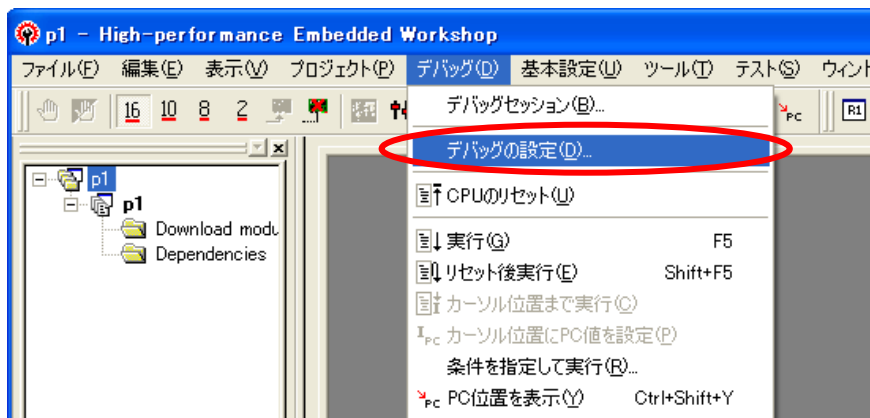 p1 - High-performance Embedded Workshop
ファイル(F) 編集(E) 表示(V) プロジェクト(P) デバッグ(D) 基本設定(U) ツール(T) テスト(S) ウィント
16 10 8 2 PC R1
デバッグセッション(B)...
デバッグの設定(D)...
CPUのリセット(U)
実行(G) F5
リセット後実行(E) Shift+F5
カーソル位置まで実行(C)
PC カーソル位置にPC値を設定(P)
条件を指定して実行(R)...
PC PC位置を表示(Y) Ctrl+Shift+Y
p1
p1
Download modu
Dependencies